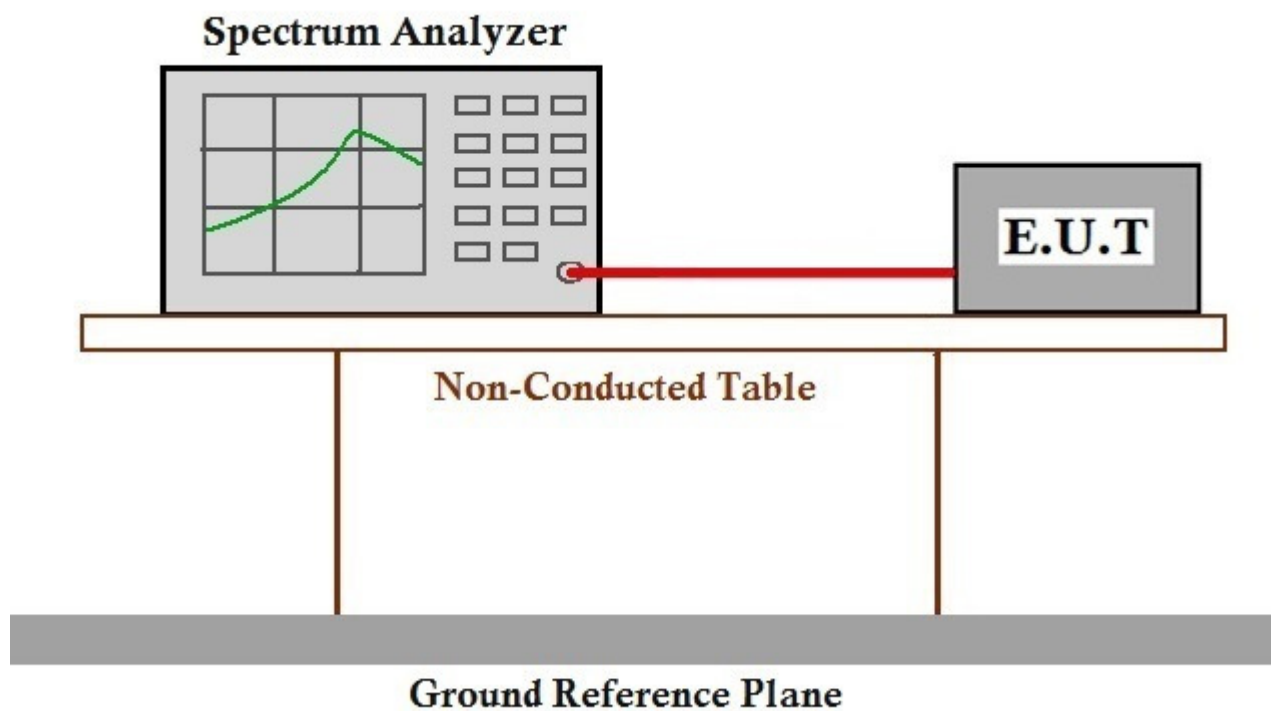 Spectrum Analyzer
E.U.T
Non-Conducted Table
Ground Reference Plane